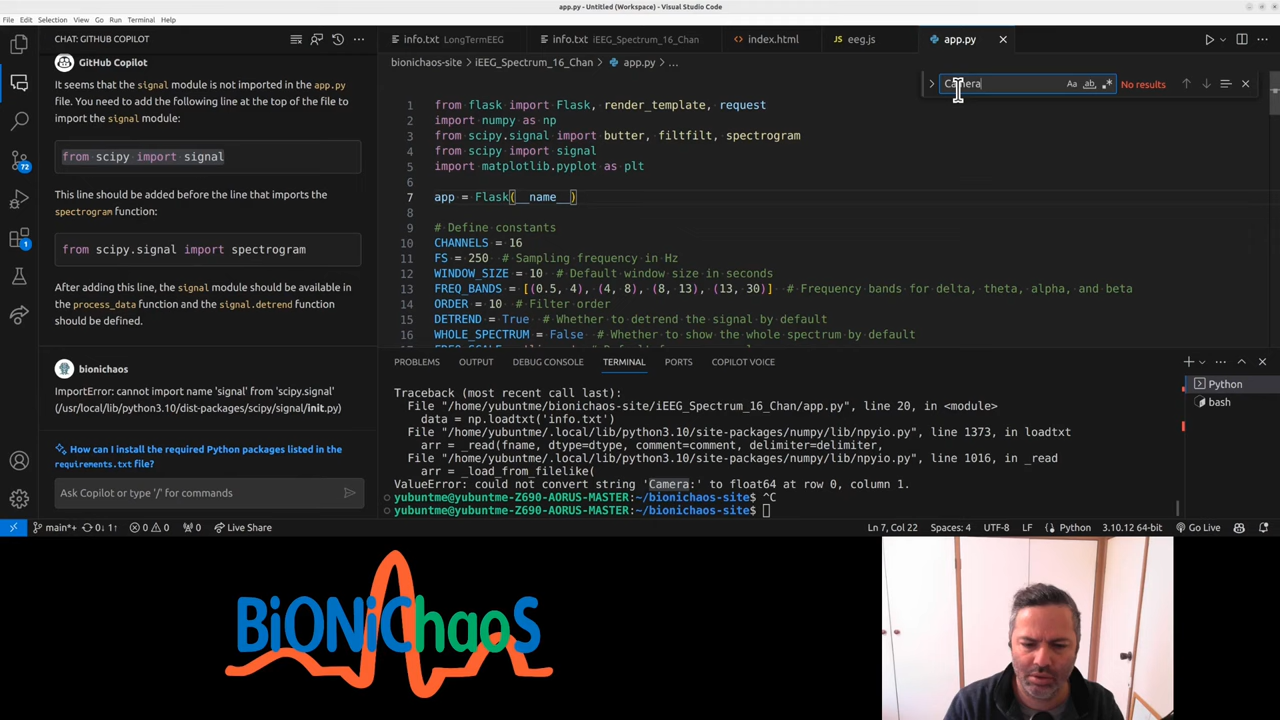 app.py - Untitled (Workspace) - Visual Studio Code
File Edit Selection View Go Run Terminal Help
CHAT: GITHUB COPILOT
GitHub Copilot
It seems that the signal module is not imported in the app.py
file. You need to add the following line at the top of the file to
import the signal module:
from scipy import signal
This line should be added before the line that imports the
spectrogram function:
from scipy.signal import spectrogram
After adding this line, the signal module should be available in
the process_data function and the signal.detrend function
should be defined.
bionichaos
ImportError: cannot import name 'signal' from 'scipy.signal'
(/usr/local/lib/python3.10/dist-packages/scipy/signal/init.py)
How can I install the required Python packages listed in the
requirements.txt file?
Ask Copilot or type '/' for commands
72
1
info.txt LongTermEEG
info.txt iEEG_Spectrum_16_Chan
index.html
eeg.js
app.py
bionichaos-site > iEEG_Spectrum_16_Chan > app.py > ...
Camera
Aa ab .*
No results
1 from flask import Flask, render_template, request
2 import numpy as np
3 from scipy.signal import butter, filtfilt, spectrogram
4 from scipy import signal
5 import matplotlib.pyplot as plt
6
7 app = Flask(__name__)
8
9 # Define constants
10 CHANNELS = 16
11 FS = 250 # Sampling frequency in Hz
12 WINDOW_SIZE = 10 # Default window size in seconds
13 FREQ_BANDS = [(0.5, 4), (4, 8), (8, 13), (13, 30)] # Frequency bands for delta, theta, alpha, and beta
14 ORDER = 10 # Filter order
15 DETREND = True # Whether to detrend the signal by default
16 WHOLE_SPECTRUM = False # Whether to show the whole spectrum by default
PROBLEMS OUTPUT DEBUG CONSOLE TERMINAL PORTS COPILOT VOICE
Python
bash
Traceback (most recent call last):
File "/home/yubuntme/bionichaos-site/iEEG_Spectrum_16_Chan/app.py", line 20, in <module>
data = np.loadtxt('info.txt')
File "/home/yubuntme/.local/lib/python3.10/site-packages/numpy/lib/npyio.py", line 1373, in loadtxt
arr = _read(fname, dtype=dtype, comment=comment, delimiter=delimiter,
File "/home/yubuntme/.local/lib/python3.10/site-packages/numpy/lib/npyio.py", line 1016, in _read
arr = _load_from_filelike(
ValueError: could not convert string 'Camera:' to float64 at row 0, column 1.
yubuntme@yubuntme-Z690-AORUS-MASTER:~/bionichaos-site$ ^C
yubuntme@yubuntme-Z690-AORUS-MASTER:~/bionichaos-site$
main*+ 0↓ 1↑ 0 0 0 Live Share
Ln 7, Col 22 Spaces: 4 UTF-8 LF Python 3.10.12 64-bit Go Live
BiONiChaoS